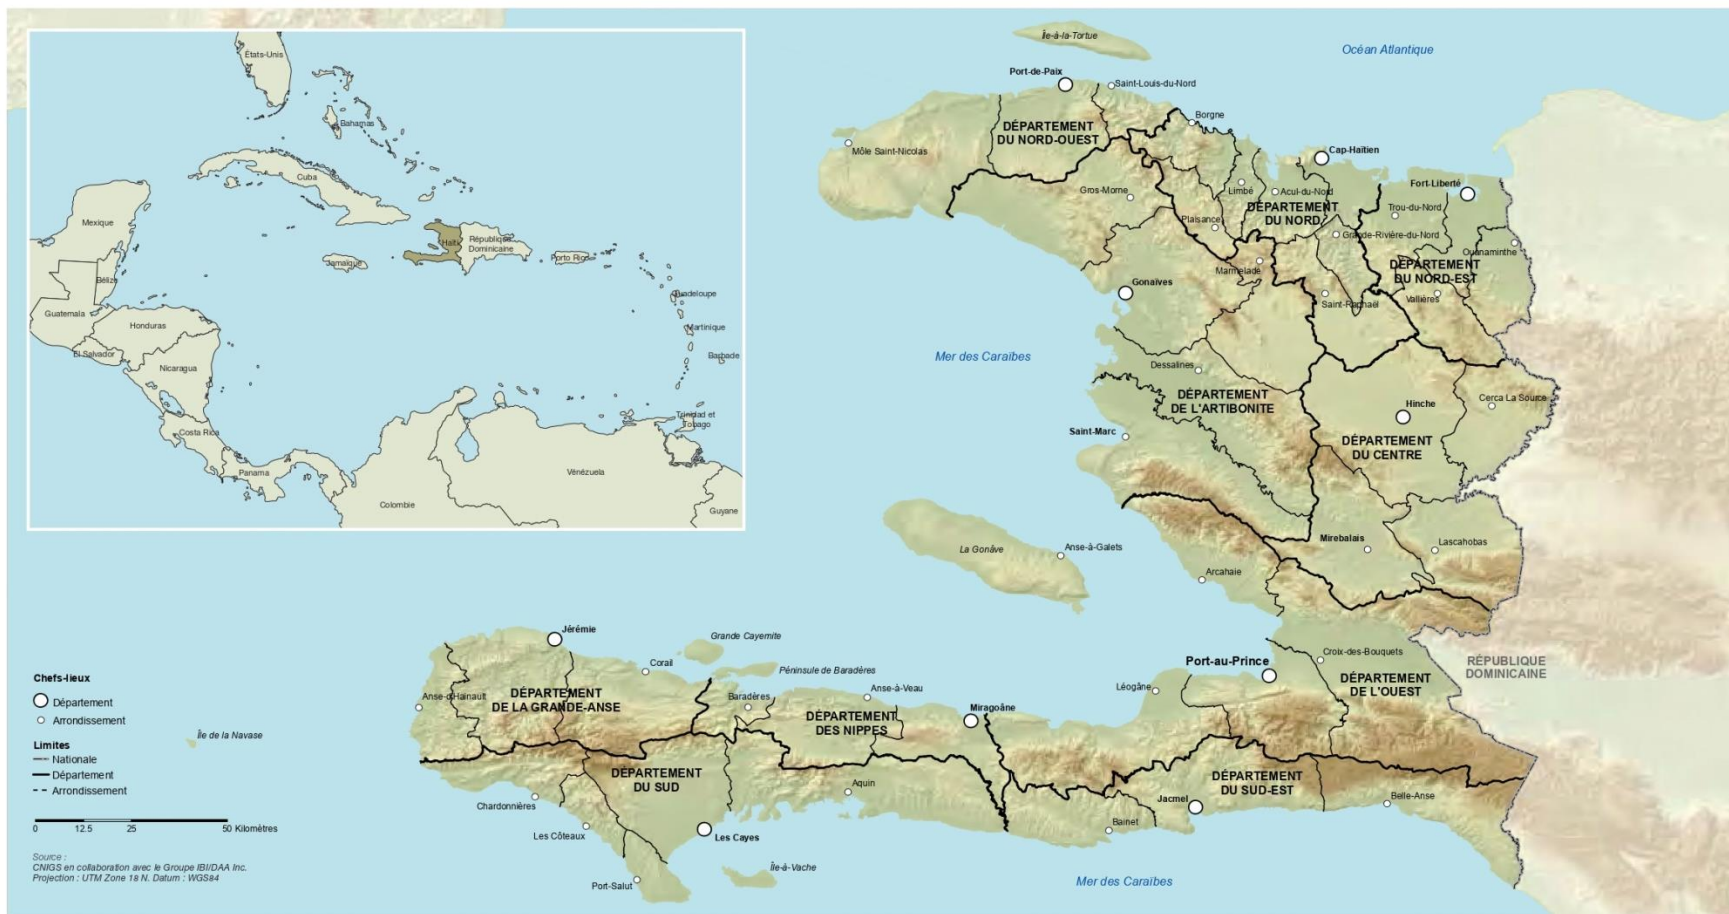 États-Unis
Bahamas
Cuba
Mexique
Haïti
République
Dominicaine
Porto Rico
Jamaïque
Bélize
Guatemala
Honduras
El Salvador
Nicaragua
Costa Rica
Panama
Colombie
Vénézuela
Guyane
Guadeloupe
Martinique
Barbade
Trinidad et
Tobago
Île-à-la-Tortue
Océan Atlantique
Port-de-Paix
Saint-Louis-du-Nord
Borgne
DÉPARTEMENT
DU NORD-OUEST
Môle Saint-Nicolas
Cap-Haïtien
Gros-Morne
Limbé
Acul-du-Nord
Fort-Liberté
DÉPARTEMENT
DU NORD
Trou-du-Nord
Plaisance
Grande-Rivière-du-Nord
Ouanaminthe
Marmelade
DÉPARTEMENT
DU NORD-EST
Gonaïves
Saint-Raphaël
Vallières
Mer des Caraïbes
Dessalines
DÉPARTEMENT
DE L'ARTIBONITE
Hinche
Cerca La Source
Saint-Marc
DÉPARTEMENT
DU CENTRE
La Gonâve
Anse-à-Galets
Mirebalais
Lascahobas
Arcahaie
Jérémie
Grande Cayemite
Corail
Péninsule de Baradères
Port-au-Prince
Croix-des-Bouquets
RÉPUBLIQUE
DOMINICAINE
DÉPARTEMENT
DE L'OUEST
Anse-d'Hainault
DÉPARTEMENT
DE LA GRANDE-ANSE
Baradères
Anse-à-Veau
Léogâne
DÉPARTEMENT
DES NIPPES
Miragoâne
Île de la Navase
DÉPARTEMENT
DU SUD
Aquin
DÉPARTEMENT
DU SUD-EST
Jacmel
Belle-Anse
Chardonnières
Les Côteaux
Les Cayes
Bainet
Île-à-Vache
Port-Salut
Mer des Caraïbes
Chefs-lieux
Département
Arrondissement
Limites
Nationale
Département
Arrondissement
0 12.5 25 50 Kilomètres
Source :
CNIGS en collaboration avec le Groupe IBI/DAA Inc.
Projection : UTM Zone 18 N. Datum : WGS84